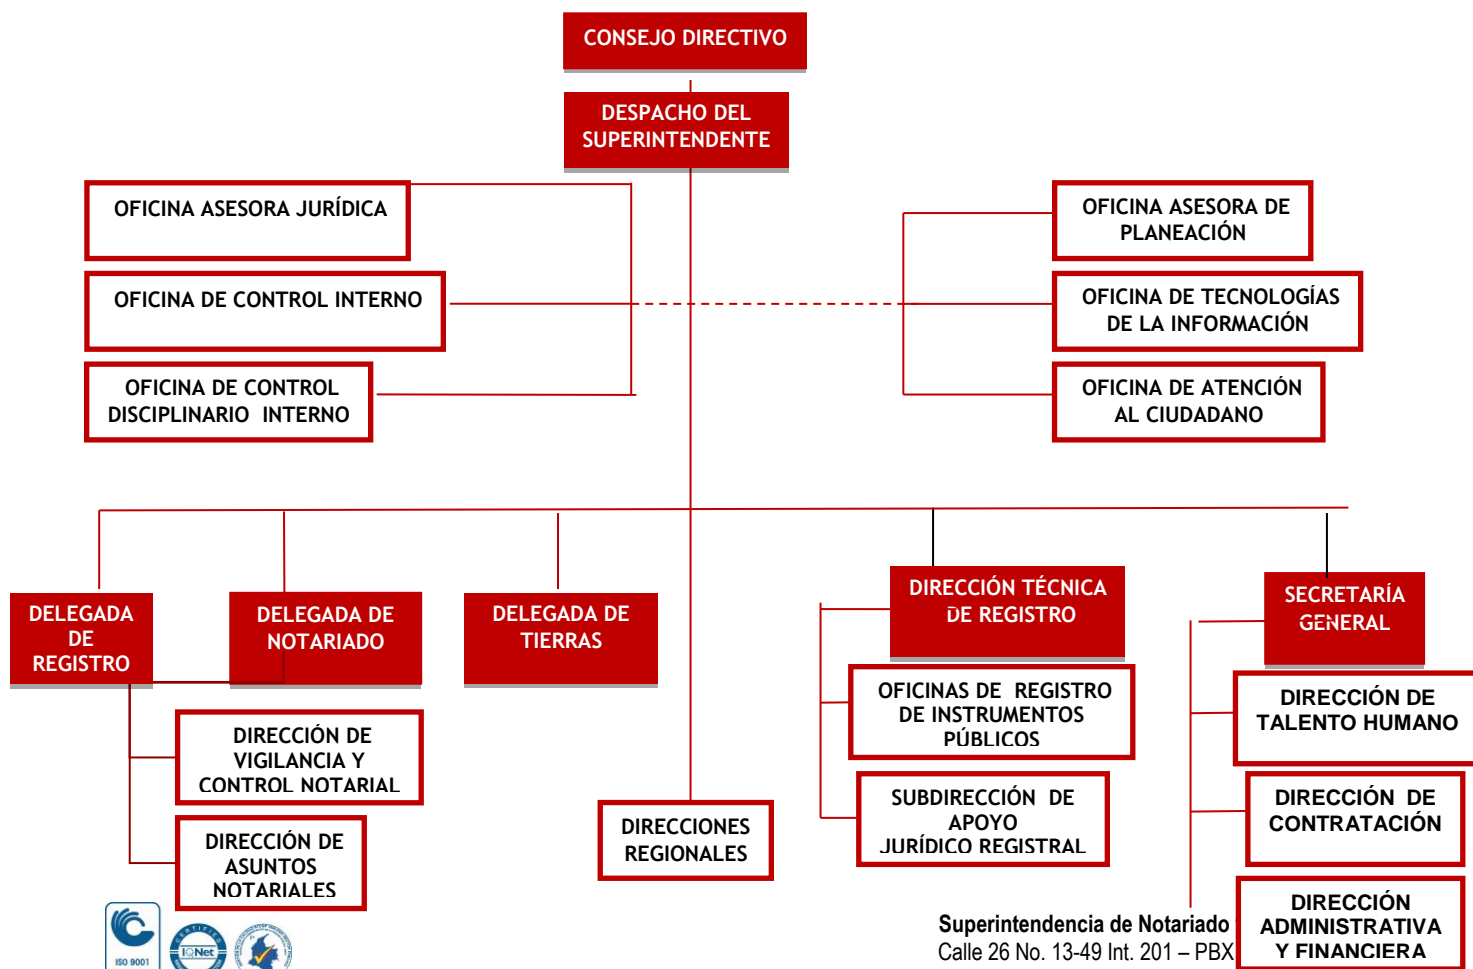 CONSEJO DIRECTIVO
DESPACHO DEL
SUPERINTENDENTE
OFICINA ASESORA JURÍDICA
OFICINA DE CONTROL INTERNO
OFICINA DE CONTROL
DISCIPLINARIO INTERNO
OFICINA ASESORA DE
PLANEACIÓN
OFICINA DE TECNOLOGÍAS
DE LA INFORMACIÓN
OFICINA DE ATENCIÓN
AL CIUDADANO
DELEGADA
DE
REGISTRO
DELEGADA DE
NOTARIADO
DELEGADA DE
TIERRAS
DIRECCIÓN TÉCNICA
DE REGISTRO
SECRETARÍA
GENERAL
DIRECCIÓN DE
VIGILANCIA Y
CONTROL NOTARIAL
DIRECCIÓN DE
ASUNTOS
NOTARIALES
DIRECCIONES
REGIONALES
OFICINAS DE REGISTRO
DE INSTRUMENTOS
PÚBLICOS
SUBDIRECCIÓN DE
APOYO
JURÍDICO REGISTRAL
DIRECCIÓN DE
TALENTO HUMANO
DIRECCIÓN DE
CONTRATACIÓN
DIRECCIÓN
ADMINISTRATIVA
Y FINANCIERA
ISO 9001
CERTIFIED
IQNet
Superintendencia de Notariado
Calle 26 No. 13-49 Int. 201 – PBX